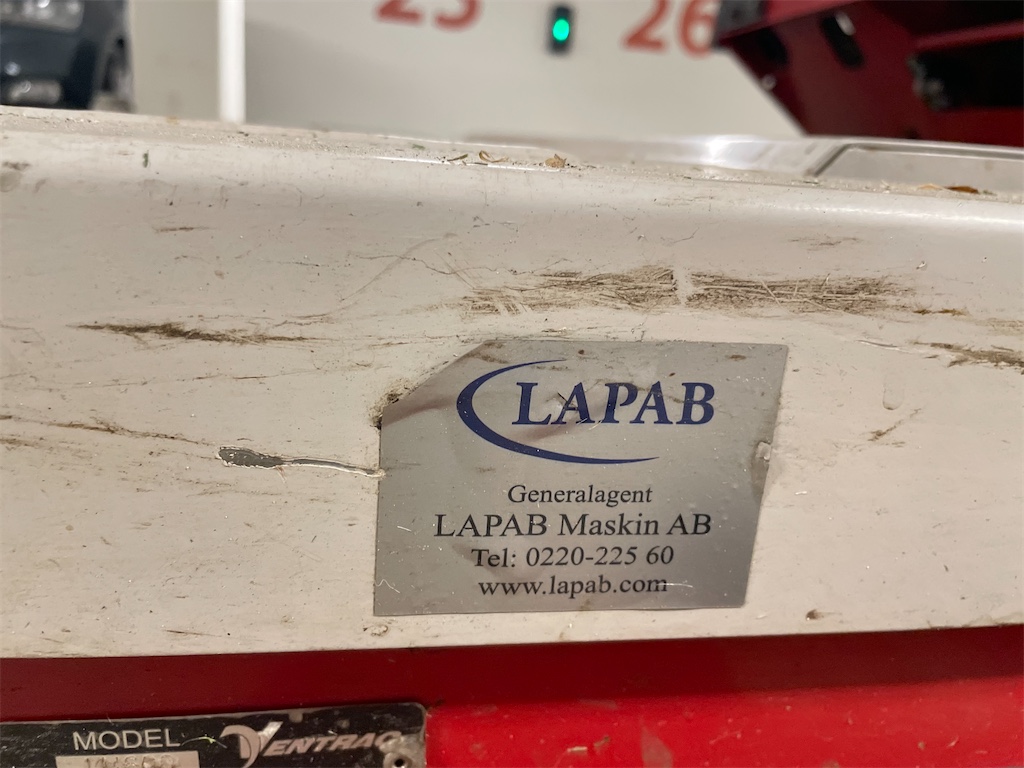 25 26
LAPAB
Generalagent
LAPAB Maskin AB
Tel: 0220-225 60
www.lapab.com
MODEL VENTRAC